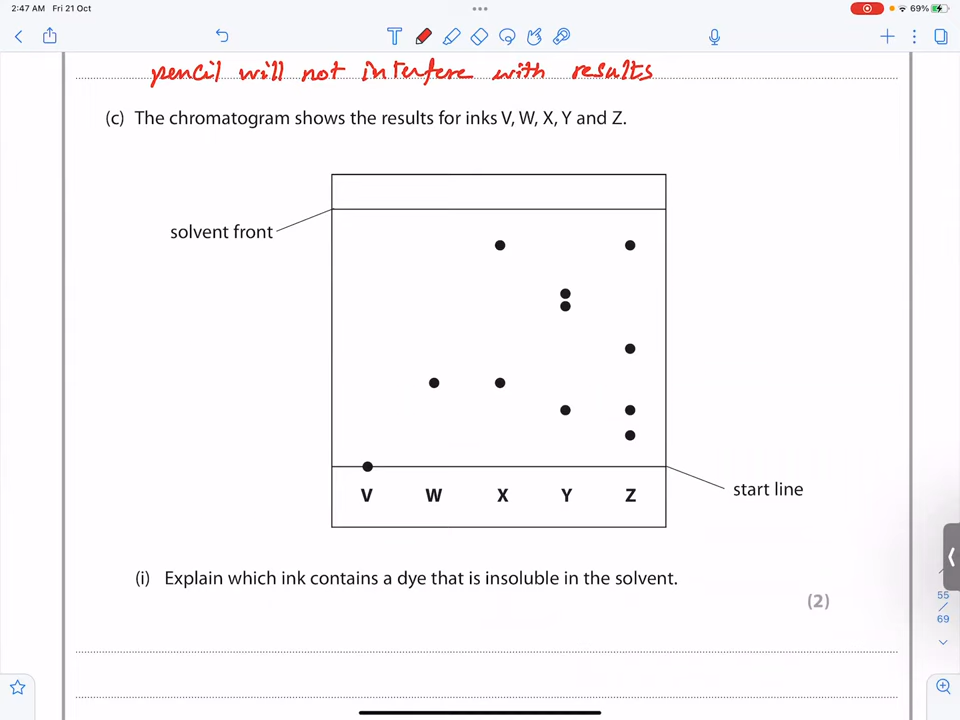 2:47 AM Fri 21 Oct
69%
pencil will not interfere with results
(c) The chromatogram shows the results for inks V, W, X, Y and Z.
solvent front
start line
V W X Y Z
(i) Explain which ink contains a dye that is insoluble in the solvent.
(2)
55
/
69